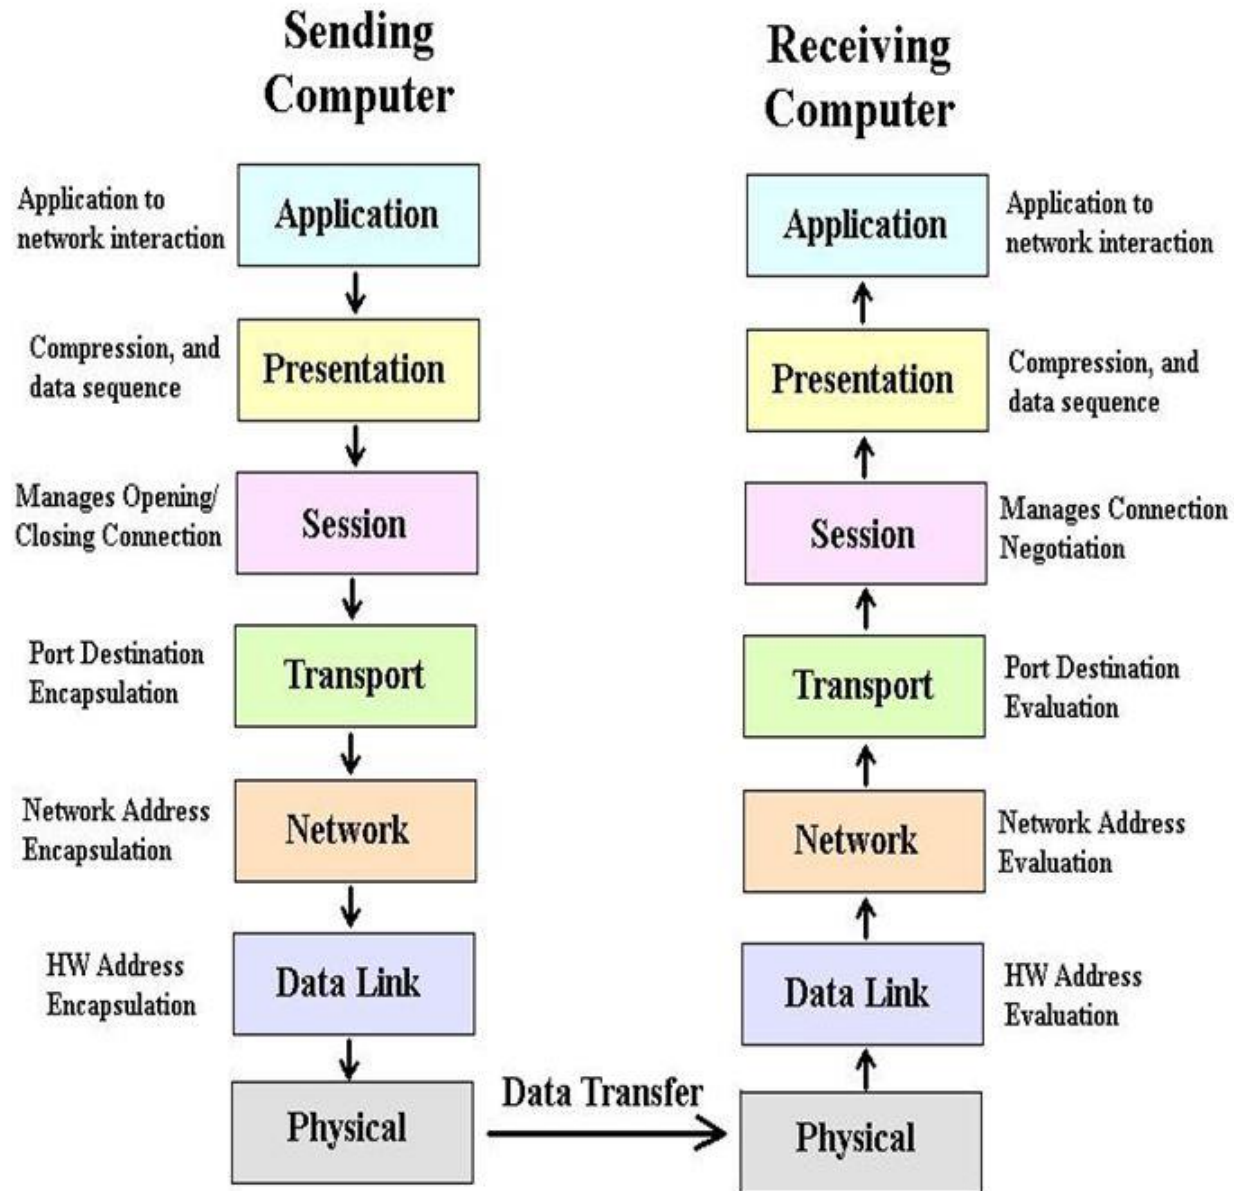 Sending
Computer
Receiving
Computer
Application to
network interaction
Application
Application
Application to
network interaction
Compression, and
data sequence
Presentation
Presentation
Compression, and
data sequence
Manages Opening/
Closing Connection
Session
Session
Manages Connection
Negotiation
Port Destination
Encapsulation
Transport
Transport
Port Destination
Evaluation
Network Address
Encapsulation
Network
Network
Network Address
Evaluation
HW Address
Encapsulation
Data Link
Data Link
HW Address
Evaluation
Physical
Data Transfer
Physical